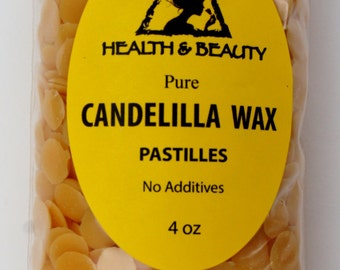 HEALTH & BEAUTY
Pure
CANDELILLA WAX
PASTILLES
No Additives
4 oz